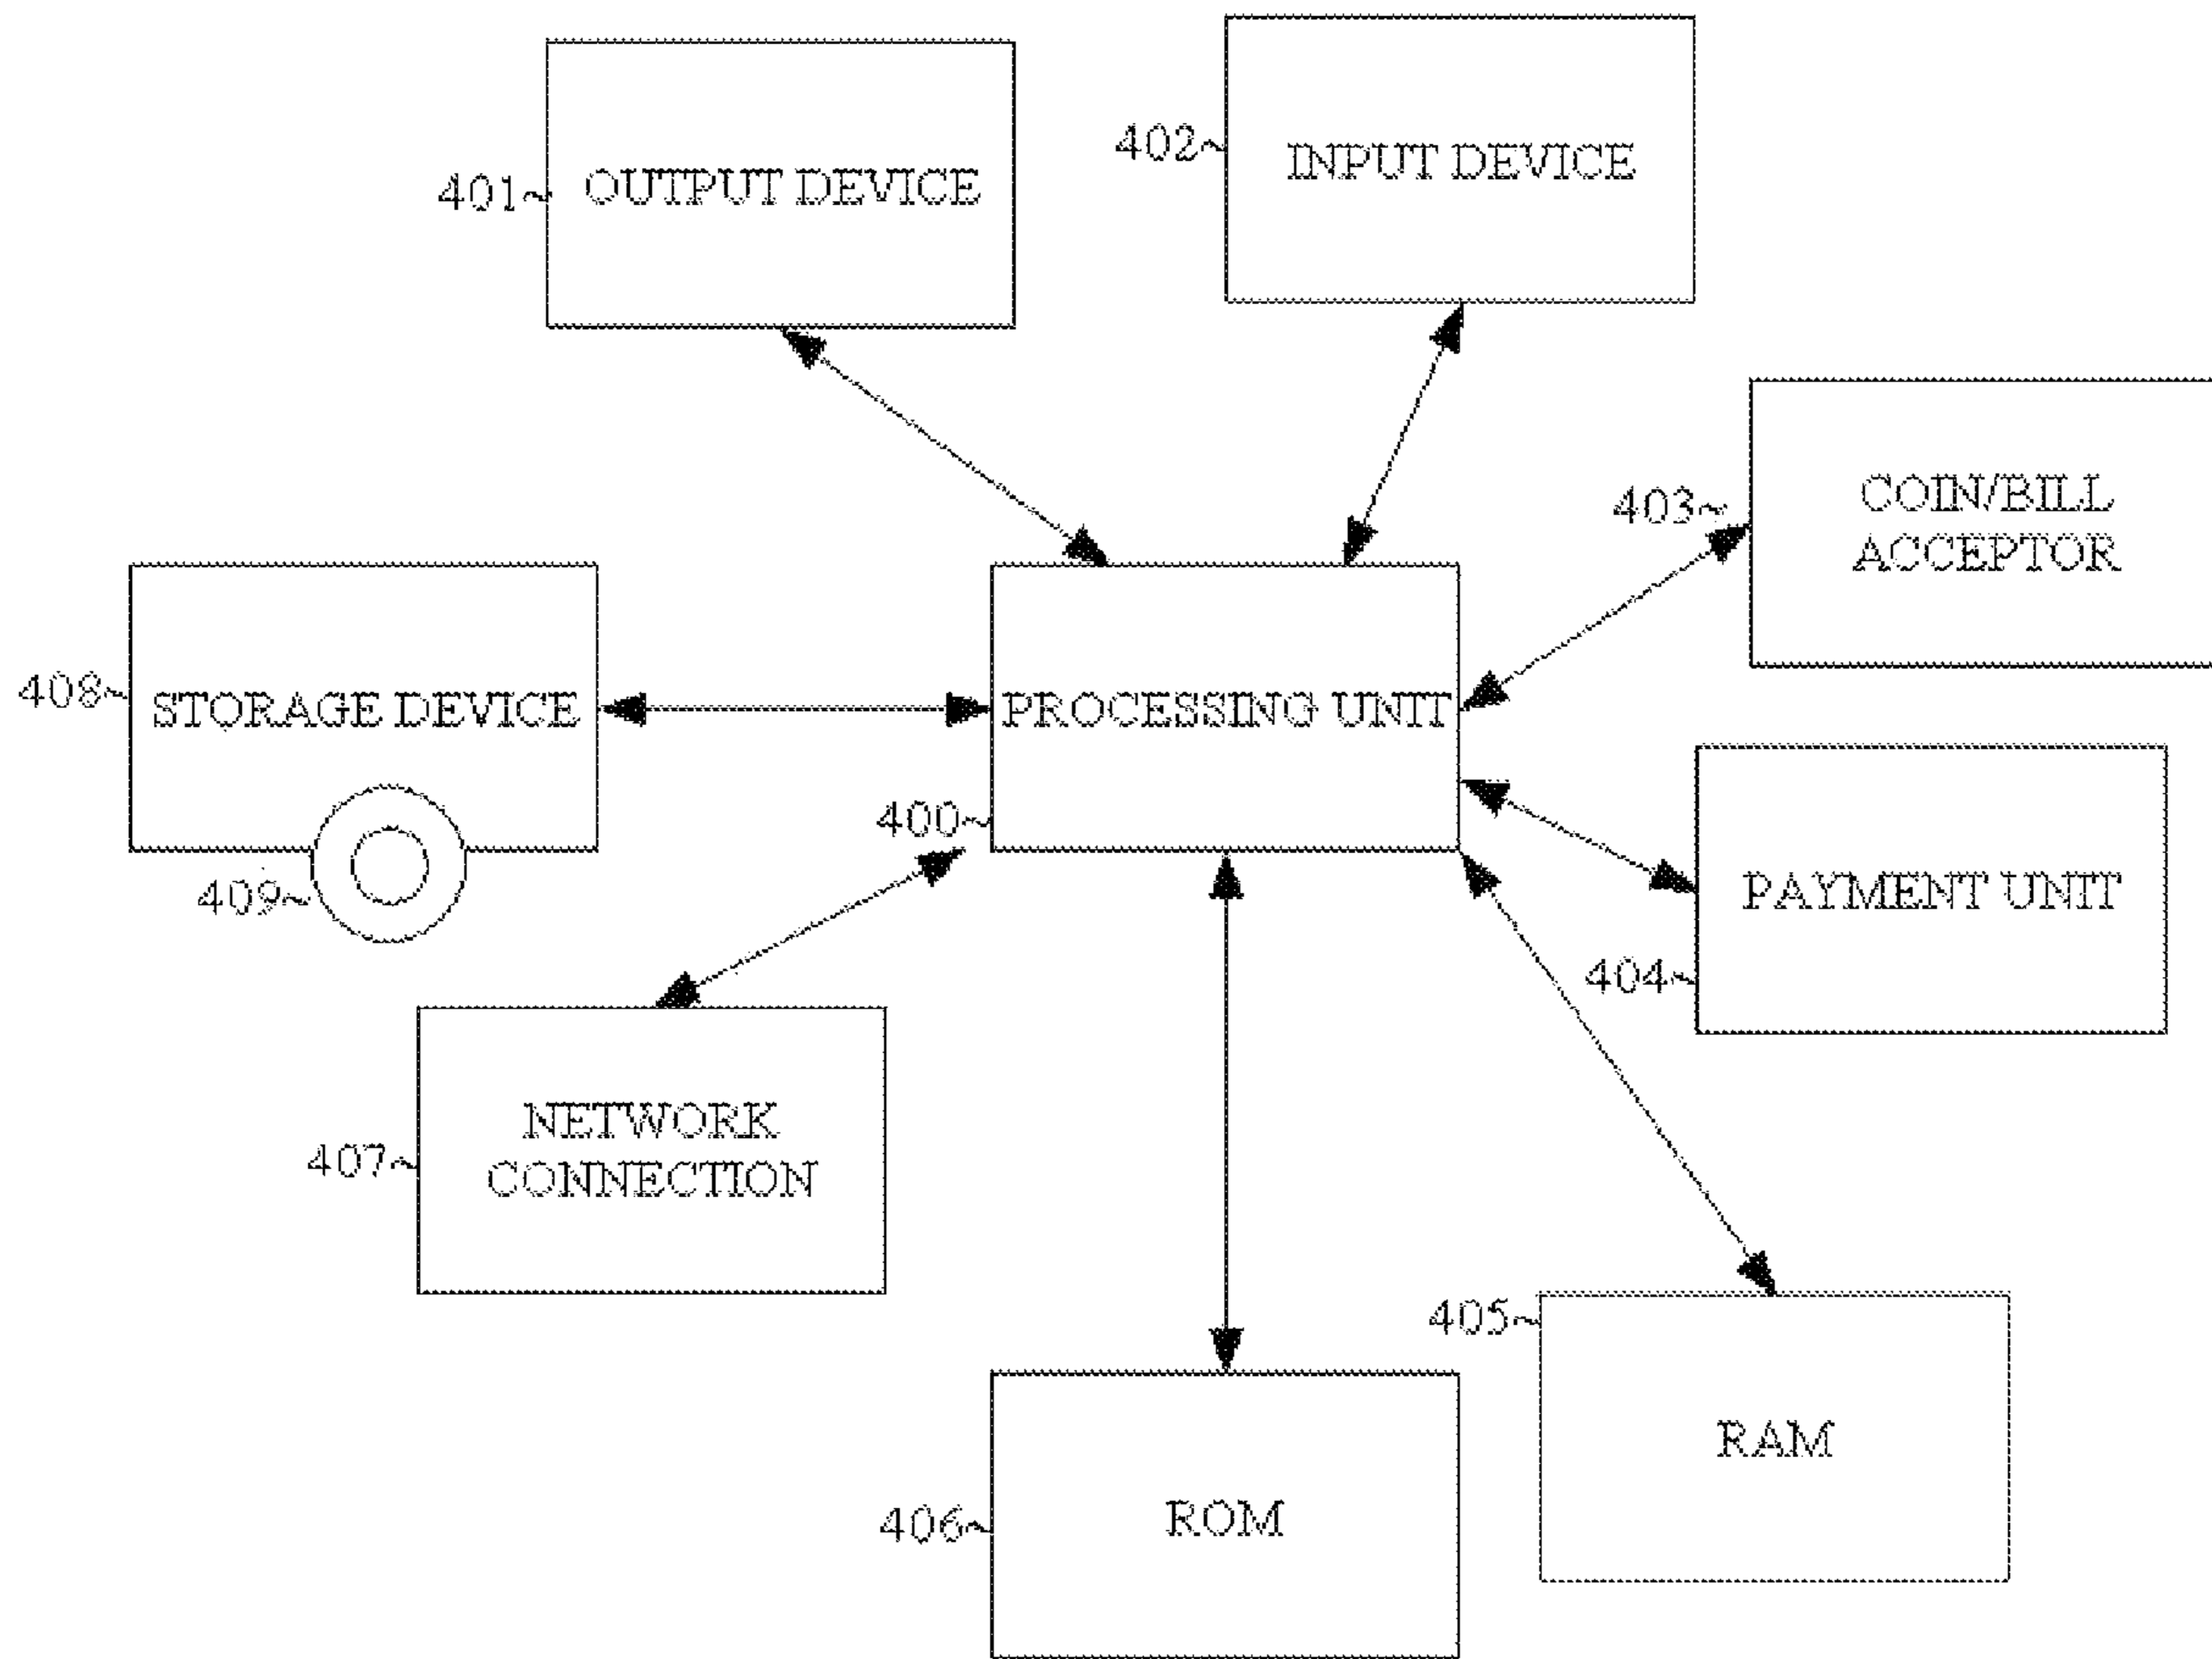 402~
INPUT DEVICE
401~
OUTPUT DEVICE
403~
COIN/BILL
ACCEPTOR
408~
STORAGE DEVICE
PROCESSING UNIT
400~
409~
PAYMENT UNIT
404~
NETWORK
CONNECTION
407~
405~
RAM
406~
ROM